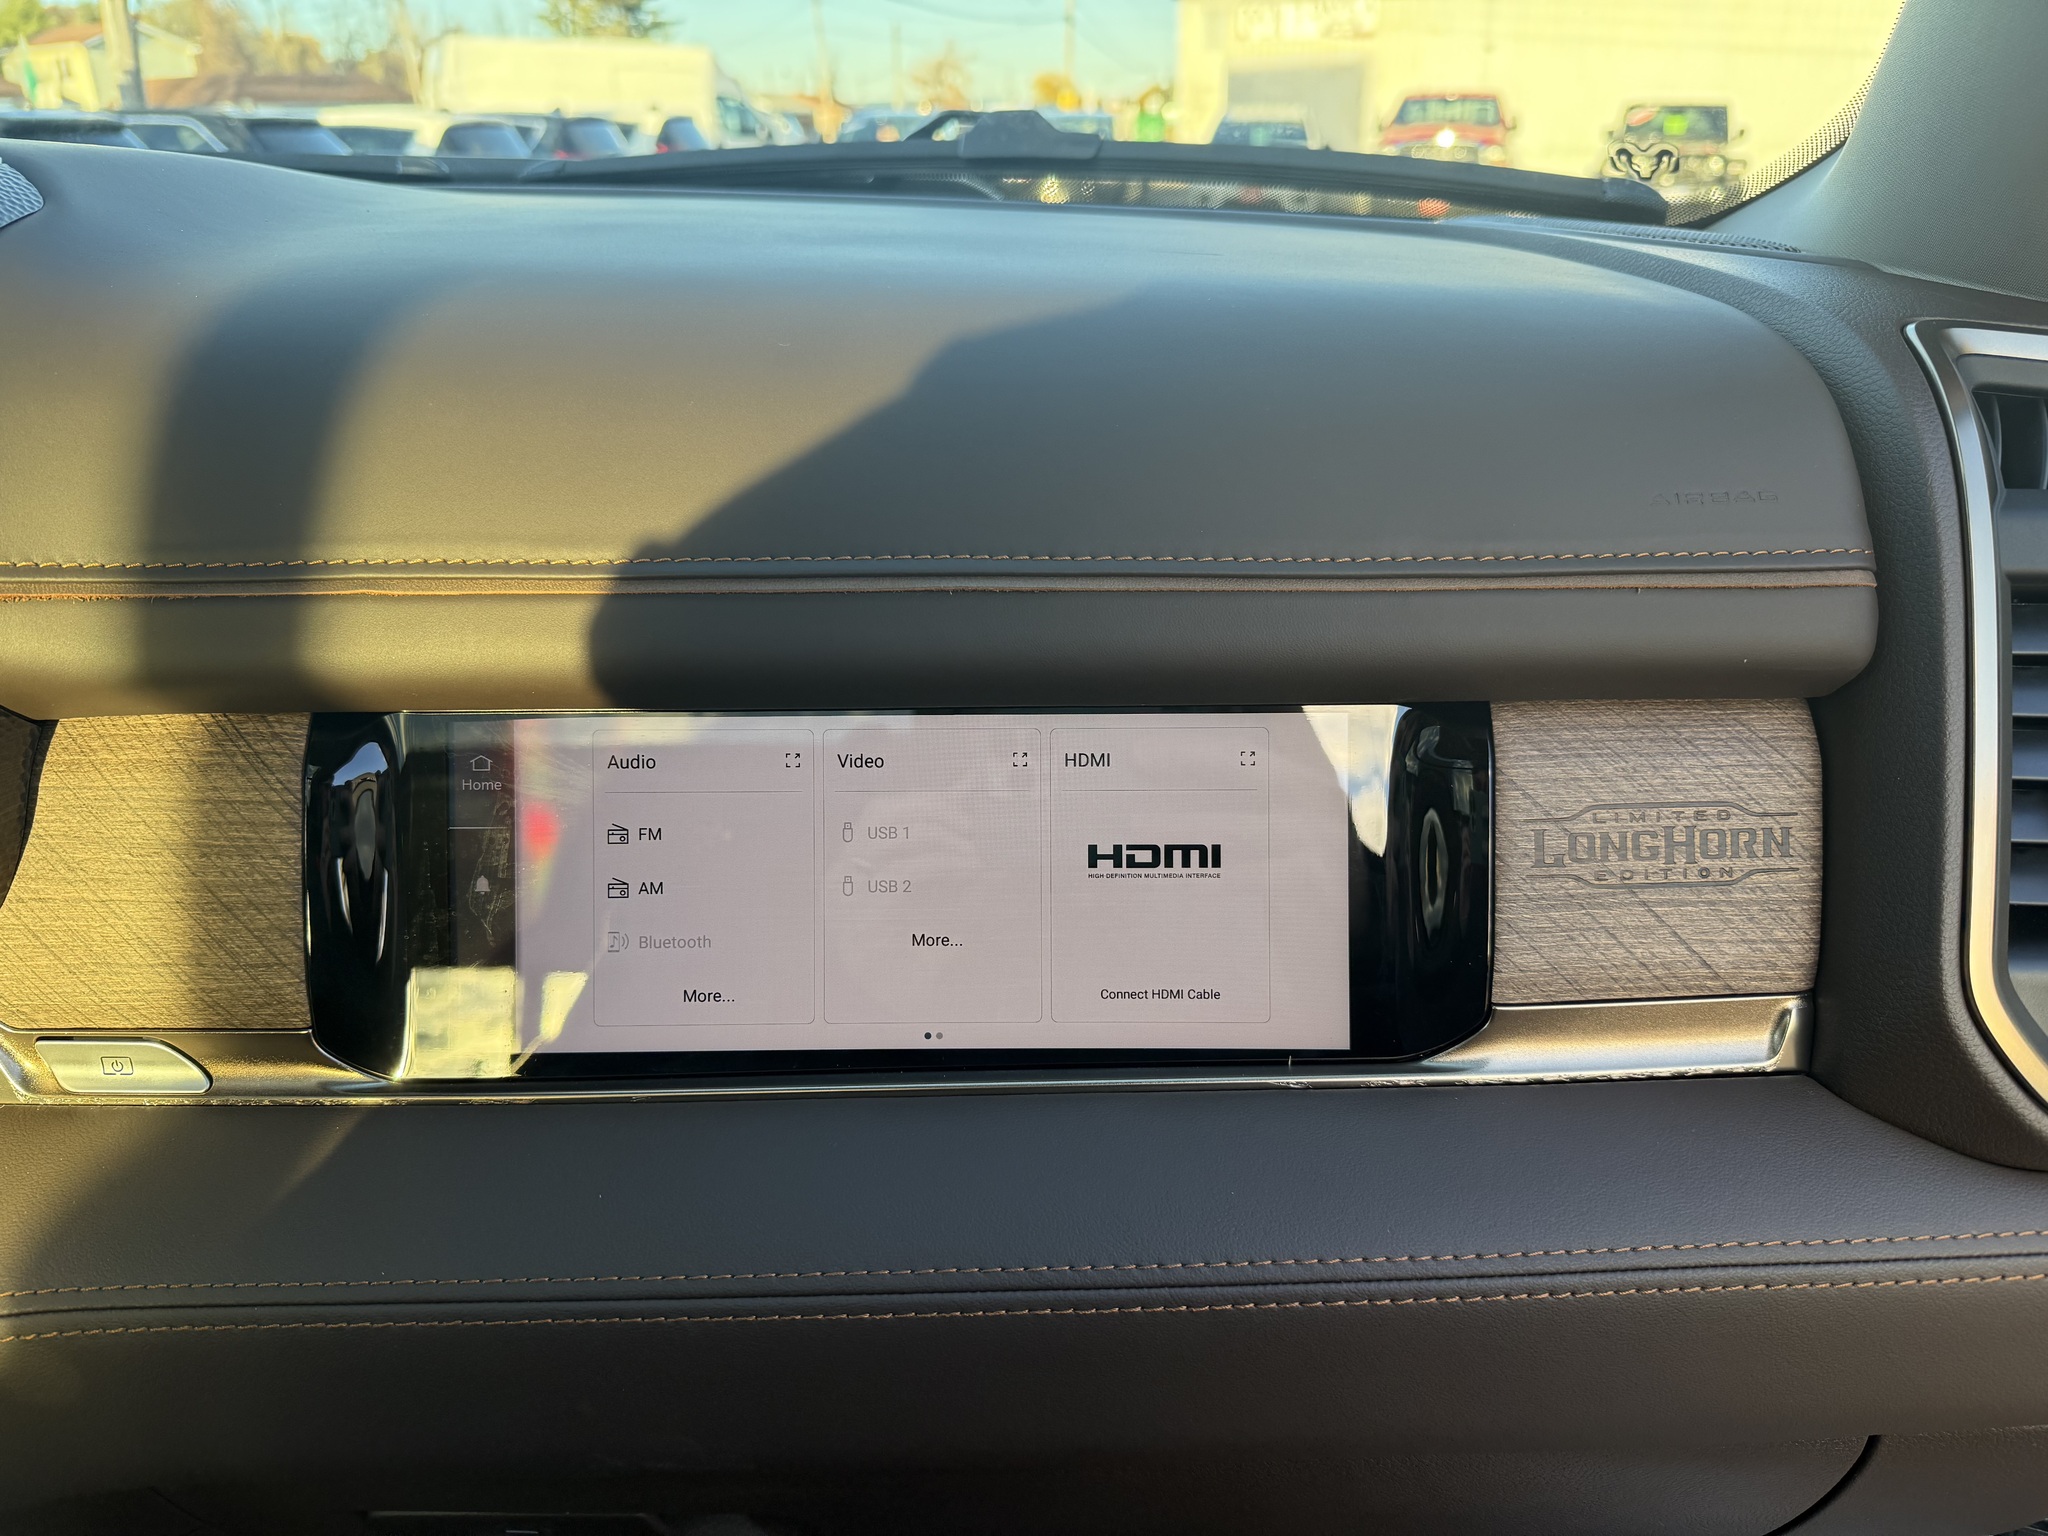 AIRBAG
Home
Audio
FM
AM
Bluetooth
More...
Video
USB 1
USB 2
More...
HDMI
HDMI
HIGH-DEFINITION MULTIMEDIA INTERFACE
Connect HDMI Cable
LIMITED
LONGHORN
EDITION